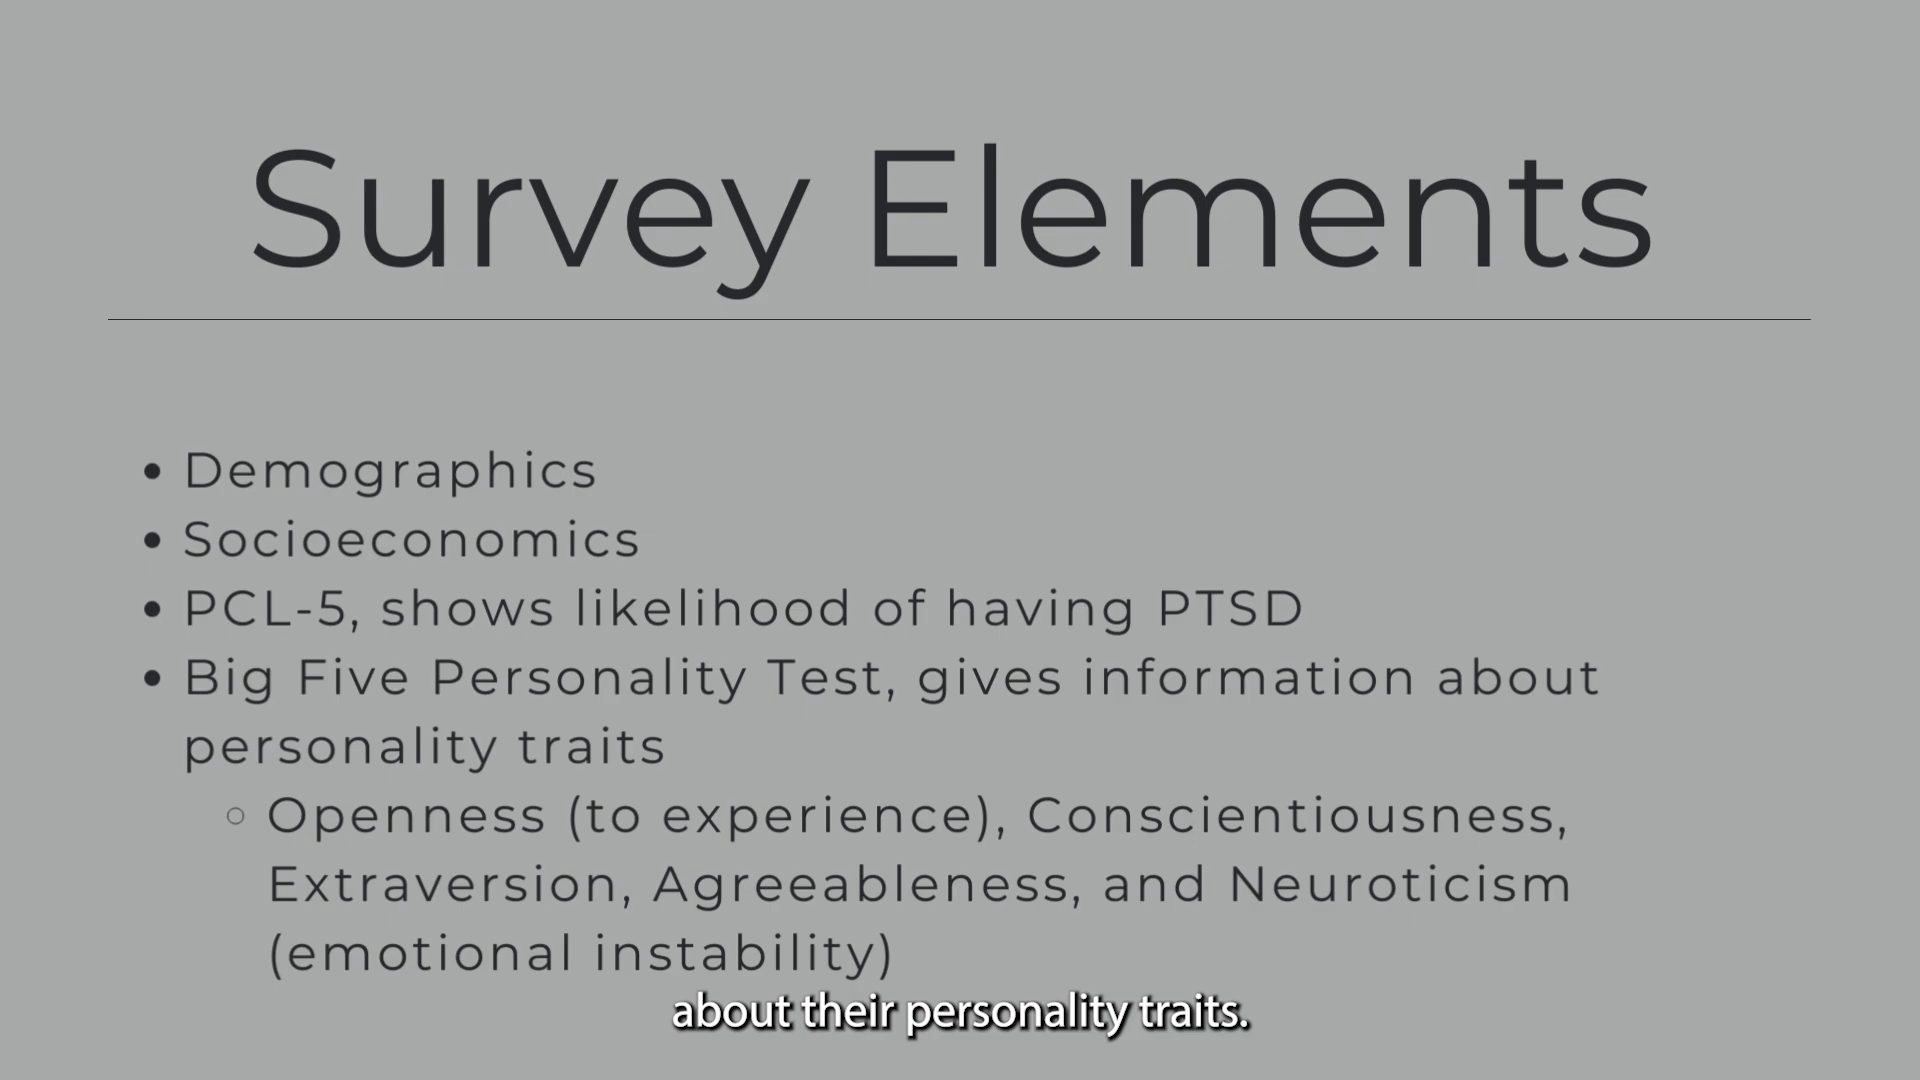 Survey Elements
• Demographics
• Socioeconomics
• PCL-5, shows likelihood of having PTSD
• Big Five Personality Test, gives information about
personality traits
○ Openness (to experience), Conscientiousness,
Extraversion, Agreeableness, and Neuroticism
(emotional instability)
about their personality traits.